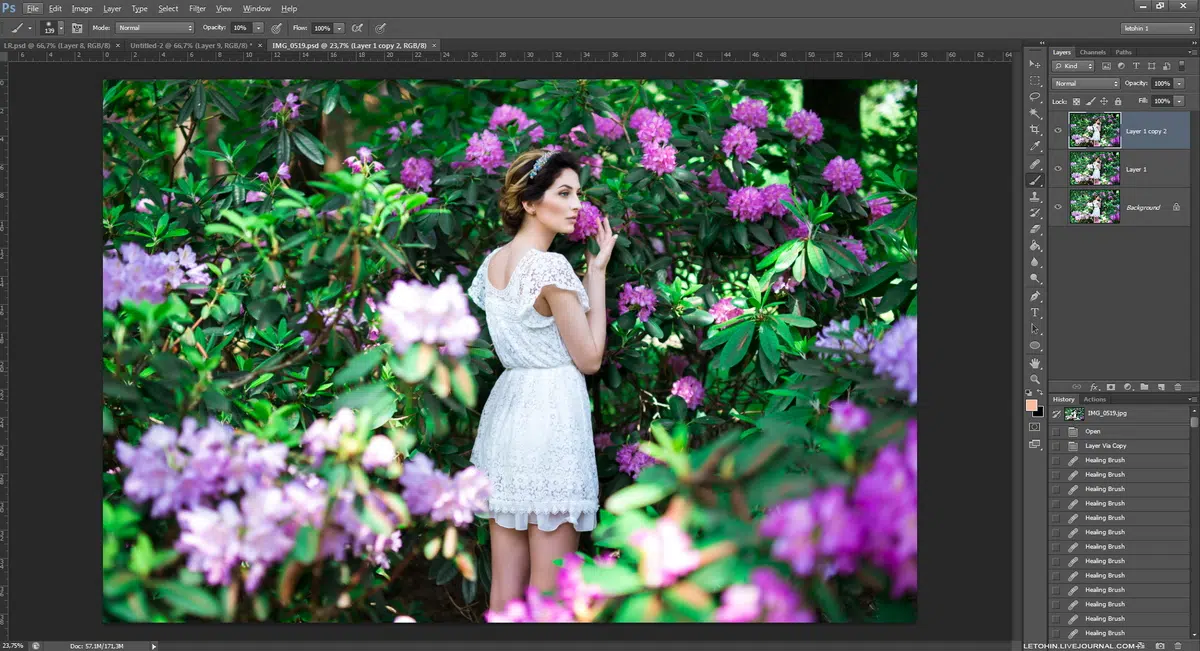 Ps File Edit Image Layer Type Select Filter View Window Help
139 Mode: Normal Opacity: 10% Flow: 100% letohin 1
LR.psd @ 66,7% (Layer 8, RGB/8) × Untitled-2 @ 66,7% (Layer 9, RGB/8) * × IMG_0519.psd @ 23,7% (Layer 1 copy 2, RGB/8) ×
Layers Channels Paths
Kind
Normal Opacity: 100%
Lock: Fill: 100%
Layer 1 copy 2
Layer 1
Background
fx
History Actions
IMG_0519.jpg
Open
Layer Via Copy
Healing Brush
Healing Brush
Healing Brush
Healing Brush
Healing Brush
Healing Brush
Healing Brush
Healing Brush
Healing Brush
Healing Brush
Healing Brush
Healing Brush
Healing Brush
23,75% Doc: 57,1M/171,3M
LETOHIN.LIVEJOURNAL.COM